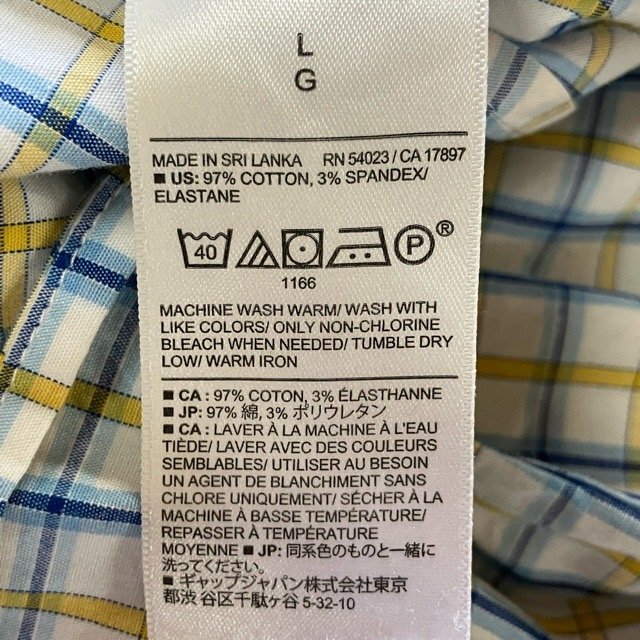 L
G
MADE IN SRI LANKA RN 54023 / CA 17897
■ US: 97% COTTON, 3% SPANDEX/
ELASTANE
40 P ®
1166
MACHINE WASH WARM/ WASH WITH
LIKE COLORS/ ONLY NON-CHLORINE
BLEACH WHEN NEEDED/ TUMBLE DRY
LOW/ WARM IRON
■ CA : 97% COTON, 3% ÉLASTHANNE
■ JP: 97% 綿, 3% ポリウレタン
■ CA : LAVER À LA MACHINE À L'EAU
TIÈDE/ LAVER AVEC DES COULEURS
SEMBLABLES/ UTILISER AU BESOIN
UN AGENT DE BLANCHIMENT SANS
CHLORE UNIQUEMENT/ SÉCHER À LA
MACHINE À BASSE TEMPÉRATURE/
REPASSER À TEMPÉRATURE
MOYENNE ■ JP: 同系色のものと一緒に
洗ってください。
■ ギャップジャパン株式会社東京
都渋谷区千駄ヶ谷 5-32-10